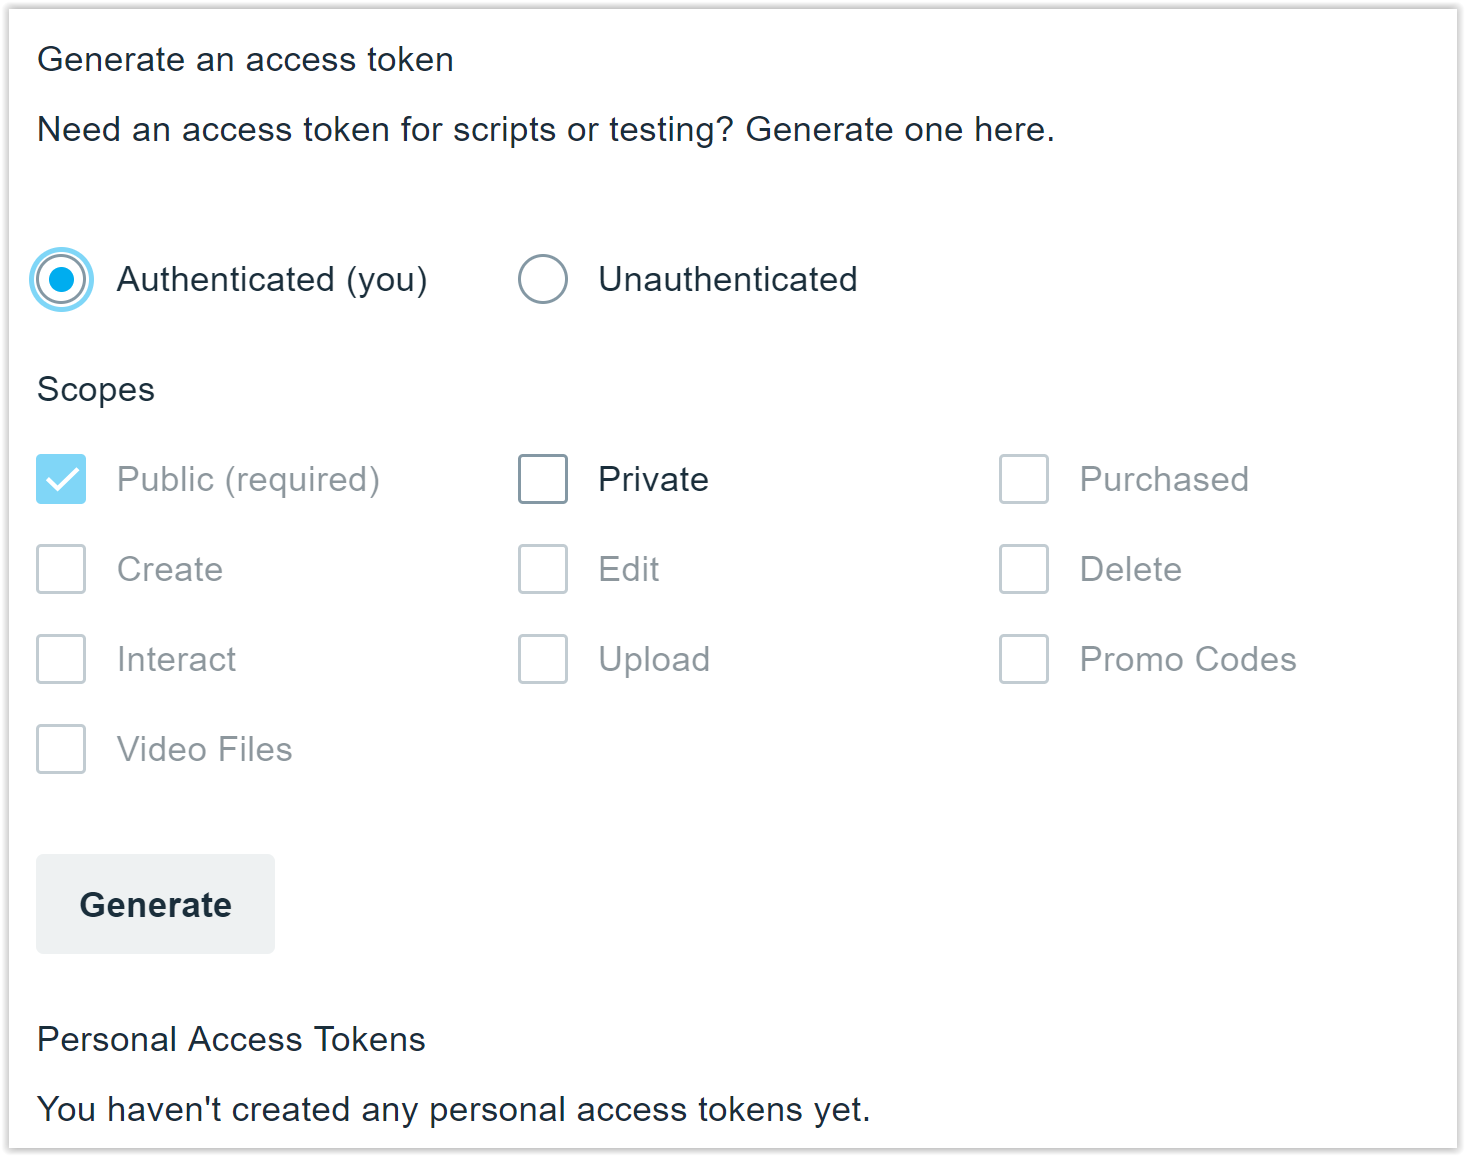 Generate an access token
Need an access token for scripts or testing? Generate one here.
Authenticated (you) Unauthenticated
Scopes
Public (required) Private Purchased
Create Edit Delete
Interact Upload Promo Codes
Video Files
Generate
Personal Access Tokens
You haven't created any personal access tokens yet.